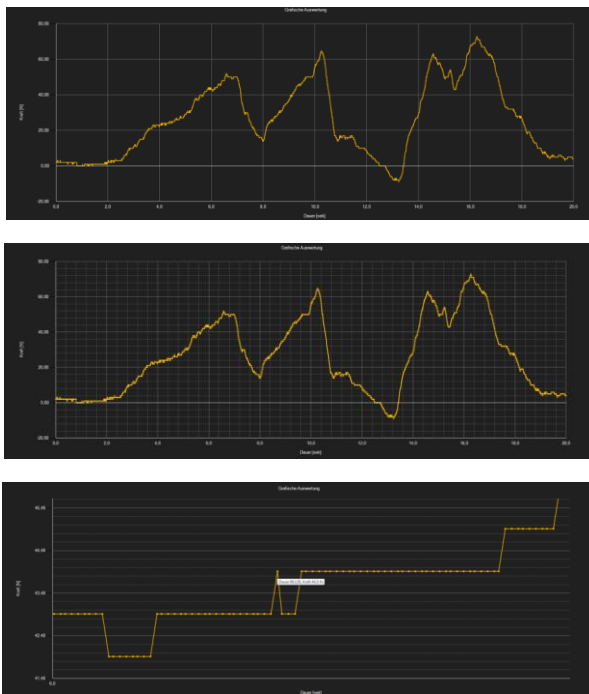 Grafische Auswertung
80,00
60,00
40,00
20,00
0,00
-20,00
Kraft [N]
0,0 2,0 4,0 6,0 8,0 10,0 12,0 14,0 16,0 18,0 20,0
Dauer [sek]
Grafische Auswertung
80,00
60,00
40,00
20,00
0,00
-20,00
Kraft [N]
0,0 2,0 4,0 6,0 8,0 10,0 12,0 14,0 16,0 18,0 20,0
Dauer [sek]
Grafische Auswertung
Kraft [N]
0,0
Dauer [sek]